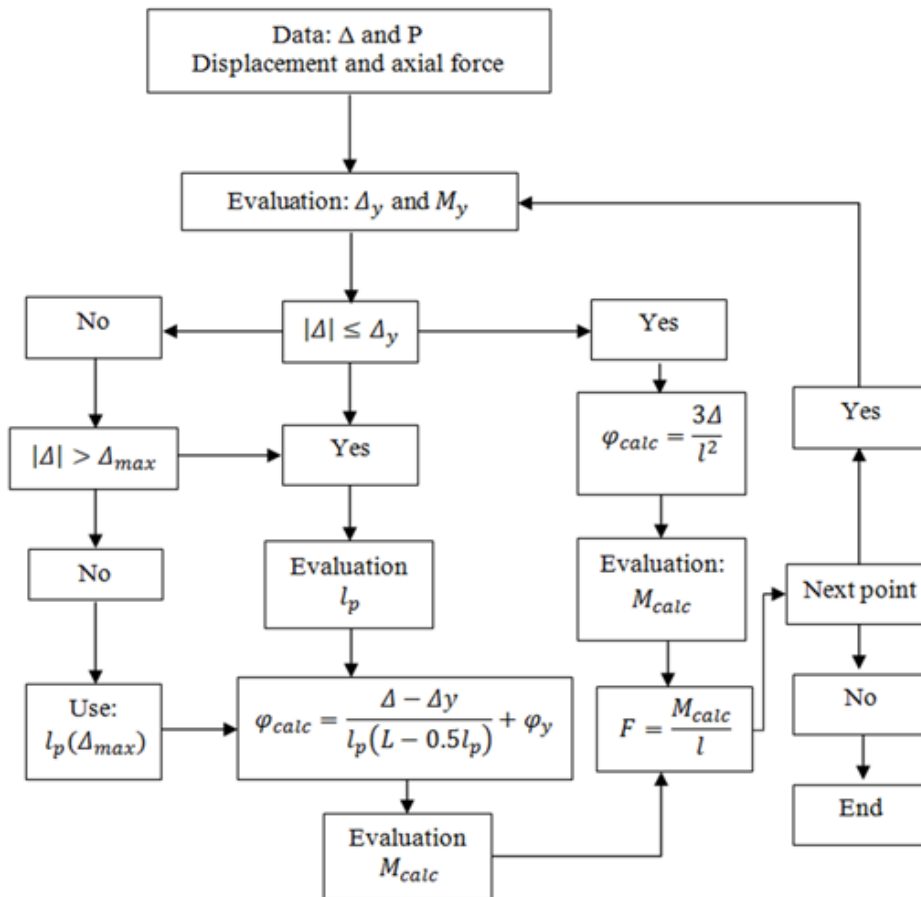 Data: Δ and P
Displacement and axial force
Evaluation: Δ_y and M_y
No
|Δ| ≤ Δ_y
Yes
|Δ| > Δ_max
Yes
φ_calc = 3Δ / l²
Yes
No
Evaluation
l_p
Evaluation:
M_calc
Next point
Use:
l_p(Δ_max)
φ_calc = (Δ − Δy) / (l_p(L − 0.5l_p)) + φ_y
F = M_calc / l
No
Evaluation
M_calc
End